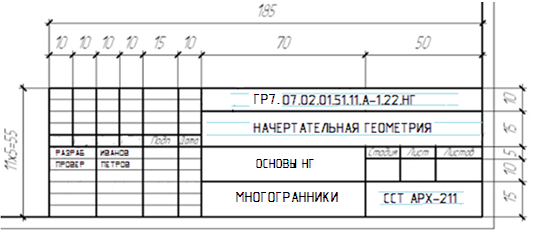 185
10 10 10 10 15 10 70 50
ГР7. 07.02.01.51.11.А-1.22.НГ
10
НАЧЕРТАТЕЛЬНАЯ ГЕОМЕТРИЯ
15
11х5=55
Подп Дата
РАЗРАБ ИВАНОВ
Стадия Лист Листов
5
ПРОВЕР ПЕТРОВ
ОСНОВЫ НГ
10
МНОГОГРАННИКИ
ССТ АРХ-211
15